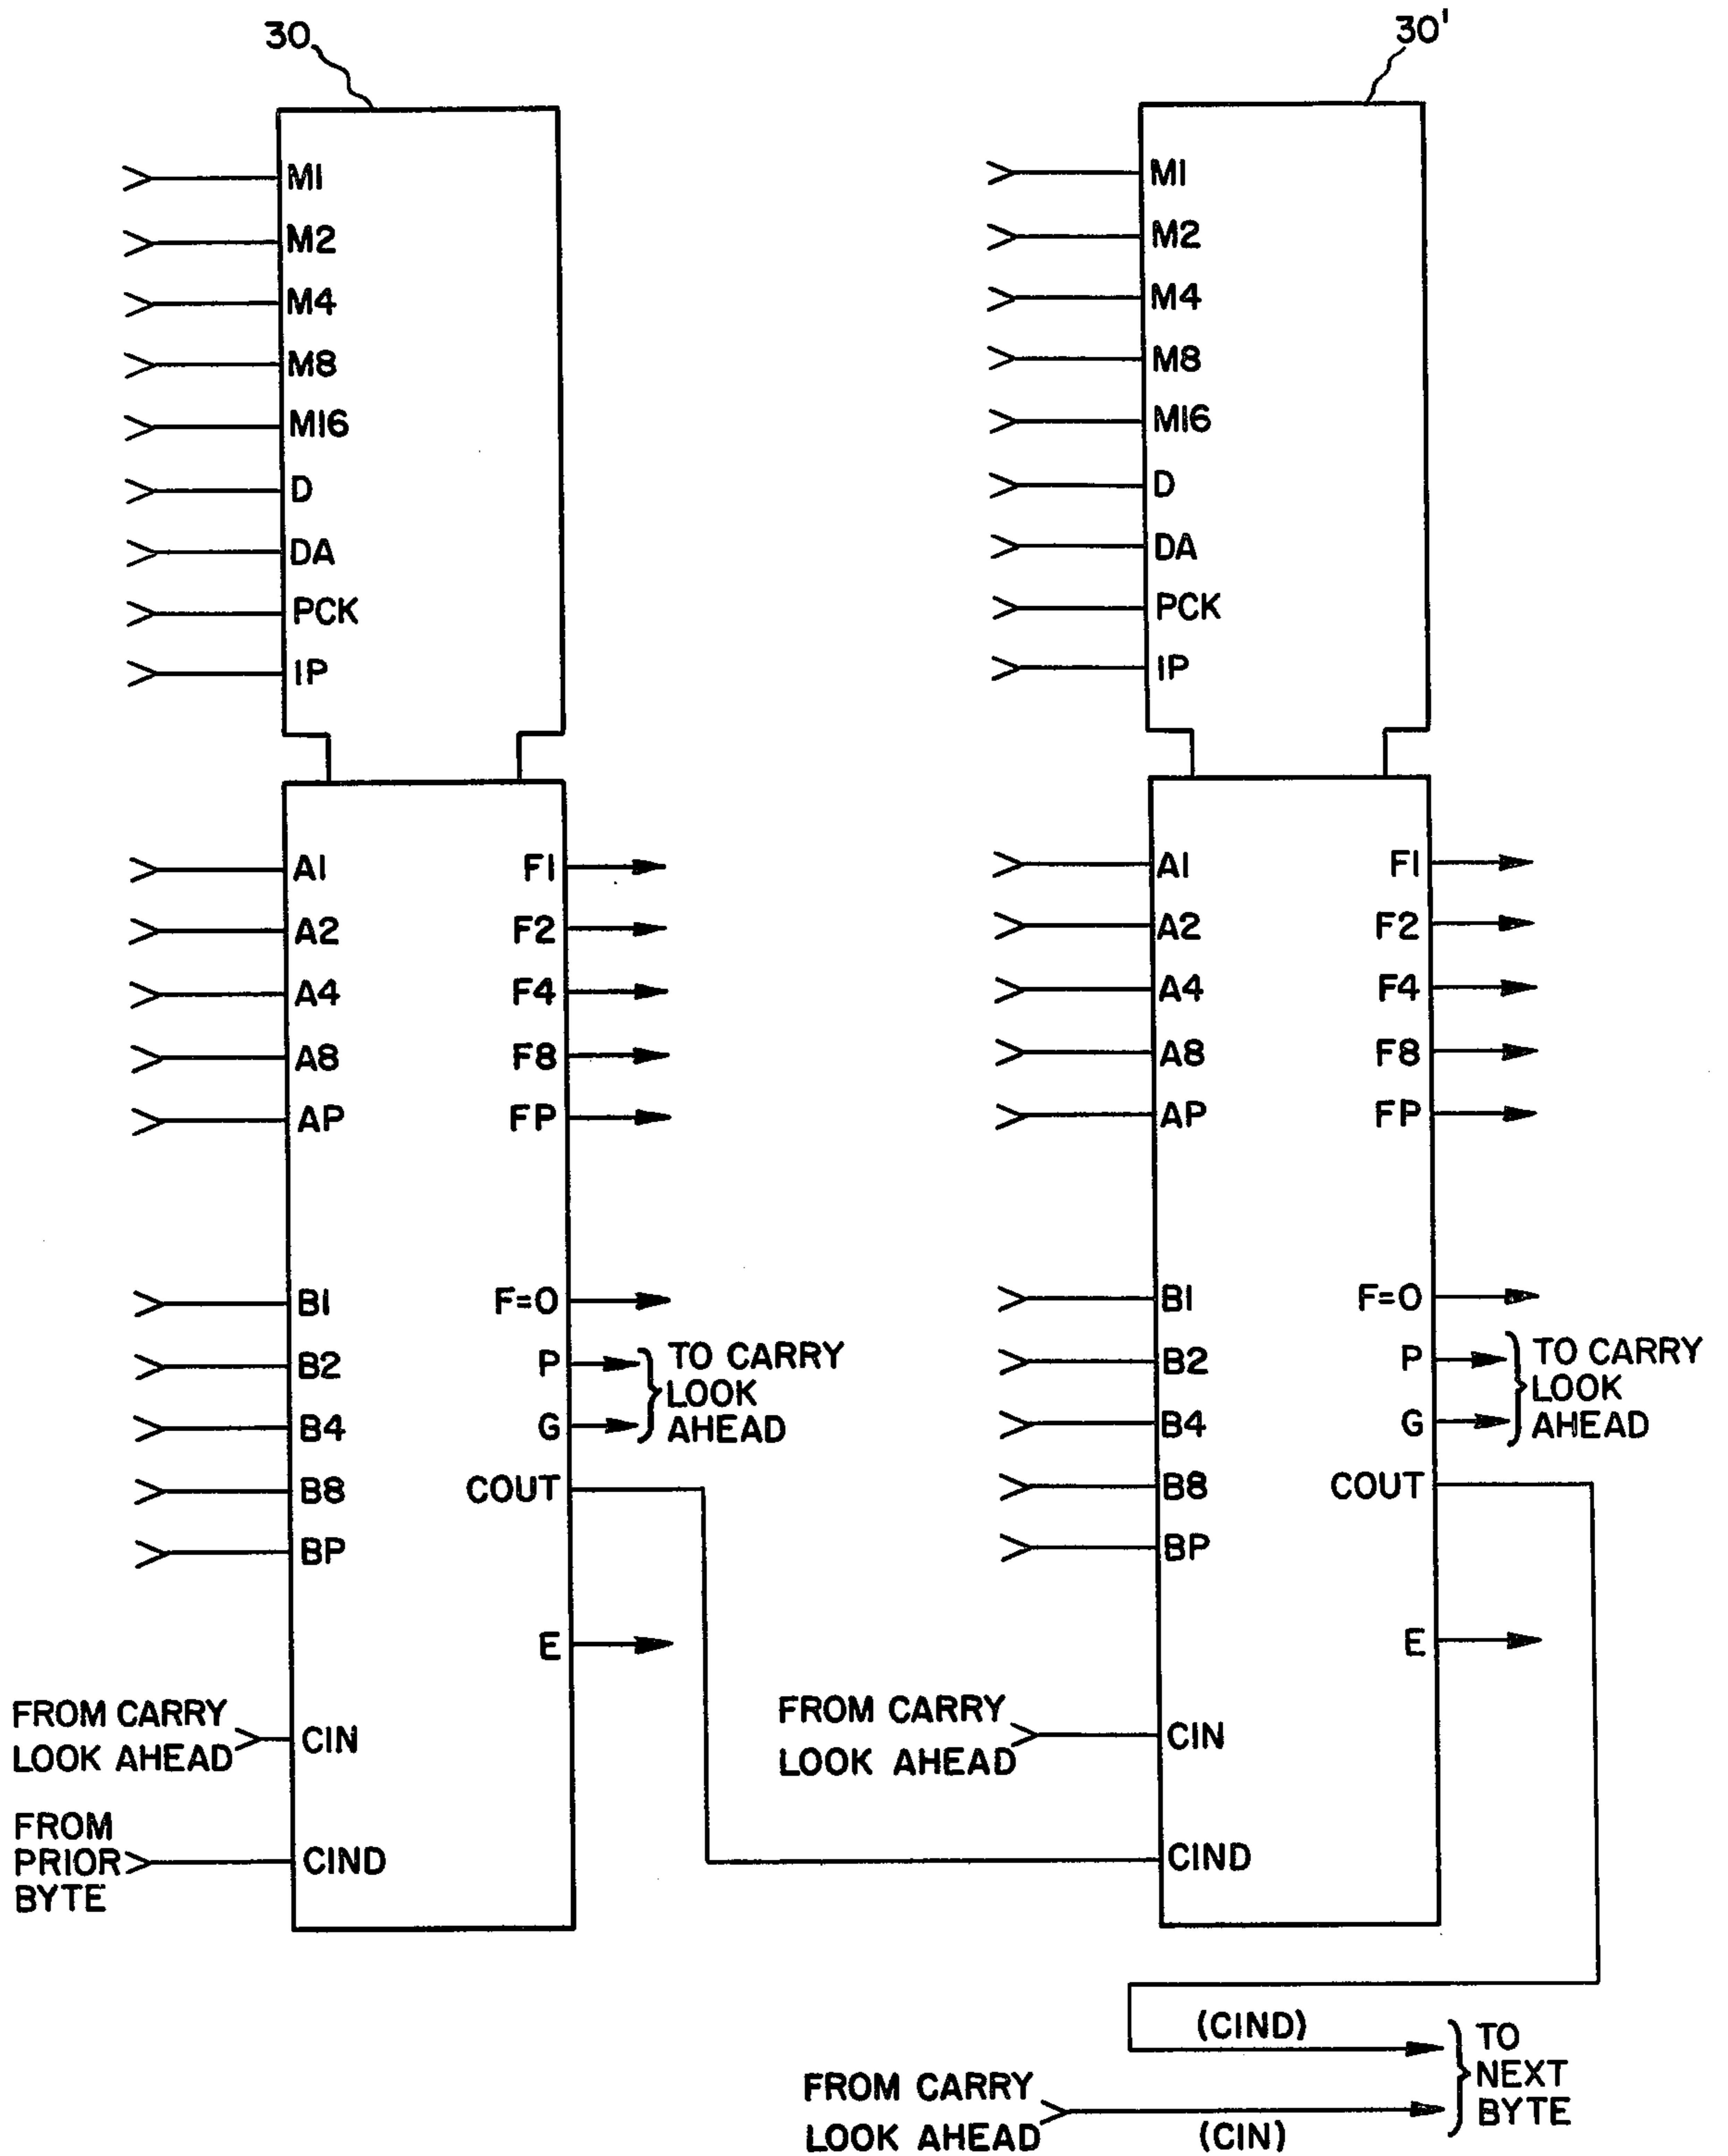 30
30'
M1
M2
M4
M8
M16
D
DA
PCK
IP
A1
A2
A4
A8
AP
B1
B2
B4
B8
BP
CIN
CIND
F1
F2
F4
F8
FP
F=0
P
G
COUT
E
TO CARRY
LOOK
AHEAD
FROM CARRY
LOOK AHEAD
FROM
PRIOR
BYTE
M1
M2
M4
M8
M16
D
DA
PCK
IP
A1
A2
A4
A8
AP
B1
B2
B4
B8
BP
CIN
CIND
F1
F2
F4
F8
FP
F=0
P
G
COUT
E
TO CARRY
LOOK
AHEAD
FROM CARRY
LOOK AHEAD
(CIND)
FROM CARRY
LOOK AHEAD
(CIN)
TO
NEXT
BYTE